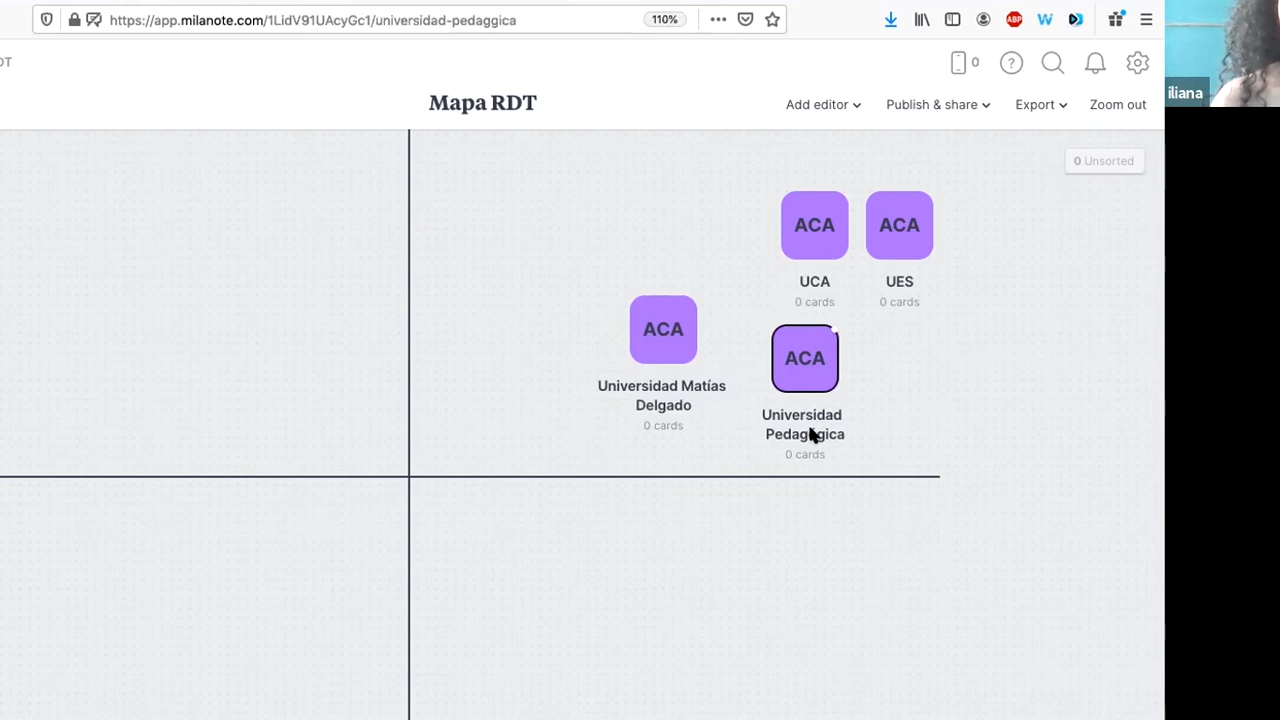 https://app.milanote.com/1LidV91UAcyGc1/universidad-pedaggica
110%
ABP
W
DT
0
?
iliana
Mapa RDT
Add editor
Publish & share
Export
Zoom out
0 Unsorted
ACA
ACA
UCA
UES
0 cards
0 cards
ACA
ACA
Universidad Matías
Delgado
0 cards
Universidad
Pedagógica
0 cards